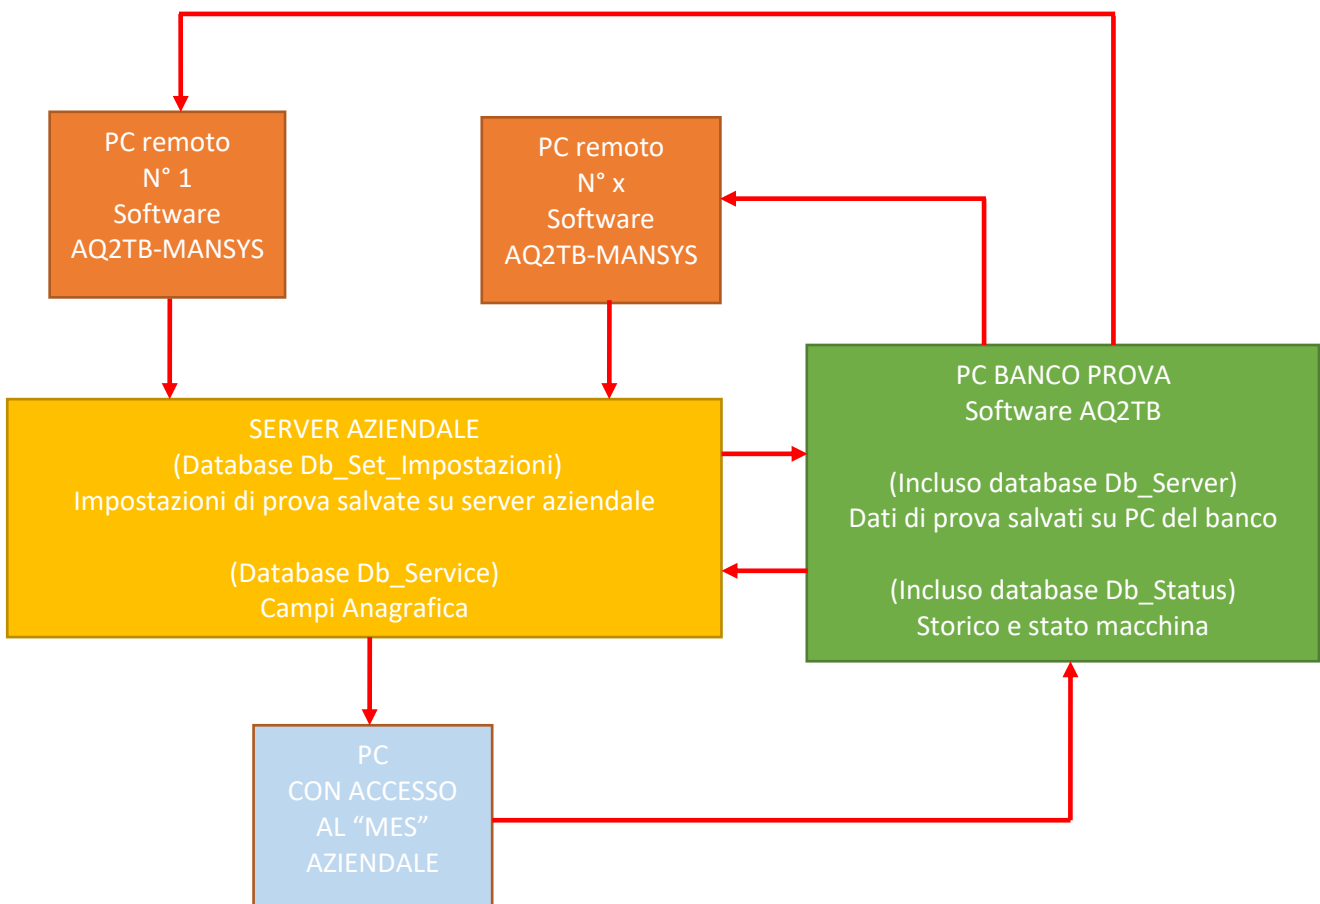 PC remoto
N° 1
Software
AQ2TB-MANSYS
PC remoto
N° x
Software
AQ2TB-MANSYS
SERVER AZIENDALE
(Database Db_Set_Impostazioni)
Impostazioni di prova salvate su server aziendale
(Database Db_Service)
Campi Anagrafica
PC BANCO PROVA
Software AQ2TB
(Incluso database Db_Server)
Dati di prova salvati su PC del banco
(Incluso database Db_Status)
Storico e stato macchina
PC
CON ACCESSO
AL “MES”
AZIENDALE